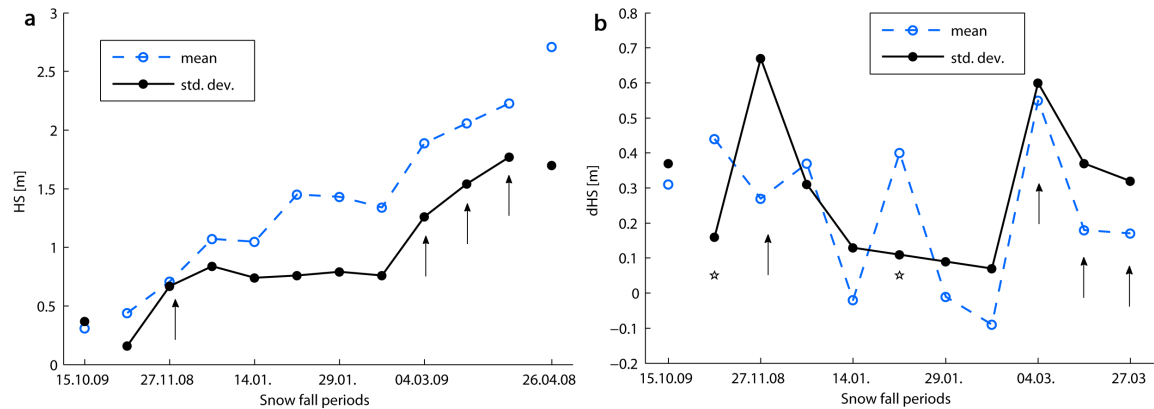 a
3
2.5
2
1.5
1
0.5
0
HS [m]
mean
std. dev.
15.10.09 27.11.08 14.01. 29.01. 04.03.09 26.04.08
Snow fall periods
b
0.8
0.7
0.6
0.5
0.4
0.3
0.2
0.1
0
−0.1
−0.2
dHS [m]
mean
std. dev.
15.10.09 27.11.08 14.01. 29.01. 04.03. 27.03
Snow fall periods